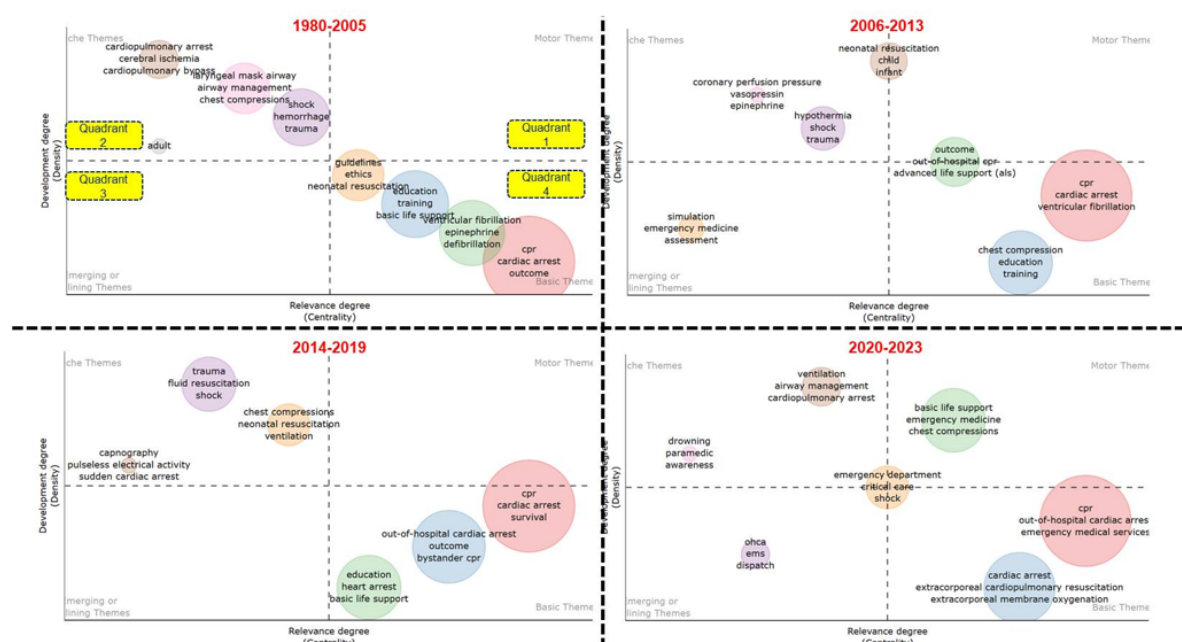 1980-2005
che Themes
Motor Theme
cardiopulmonary arrest
cerebral ischemia
cardiopulmonary bypass
laryngeal mask airway
airway management
chest compressions
shock
hemorrhage
trauma
Quadrant
2
adult
Quadrant
1
Quadrant
3
Quadrant
4
guidelines
ethics
neonatal resuscitation
education
training
basic life support
ventricular fibrillation
epinephrine
defibrillation
cpr
cardiac arrest
outcome
merging or
lining Themes
Basic Theme
Development degree
(Density)
Relevance degree
(Centrality)
2006-2013
che Themes
Motor Theme
neonatal resuscitation
child
infant
coronary perfusion pressure
vasopressin
epinephrine
hypothermia
shock
trauma
outcome
out-of-hospital cpr
advanced life support (als)
cpr
cardiac arrest
ventricular fibrillation
simulation
emergency medicine
assessment
chest compression
education
training
merging or
lining Themes
Basic Theme
Development degree
(Density)
Relevance degree
(Centrality)
2014-2019
che Themes
Motor Theme
trauma
fluid resuscitation
shock
chest compressions
neonatal resuscitation
ventilation
capnography
pulseless electrical activity
sudden cardiac arrest
cpr
cardiac arrest
survival
out-of-hospital cardiac arrest
outcome
bystander cpr
education
heart arrest
basic life support
merging or
lining Themes
Basic Theme
Development degree
(Density)
Relevance degree
(Centrality)
2020-2023
che Themes
Motor Theme
ventilation
airway management
cardiopulmonary arrest
basic life support
emergency medicine
chest compressions
drowning
paramedic
awareness
emergency department
critical care
shock
cpr
out-of-hospital cardiac arres
emergency medical services
ohca
ems
dispatch
cardiac arrest
extracorporeal cardiopulmonary resuscitation
extracorporeal membrane oxygenation
merging or
lining Themes
Basic Theme
Development degree
(Density)
Relevance degree
(Centrality)